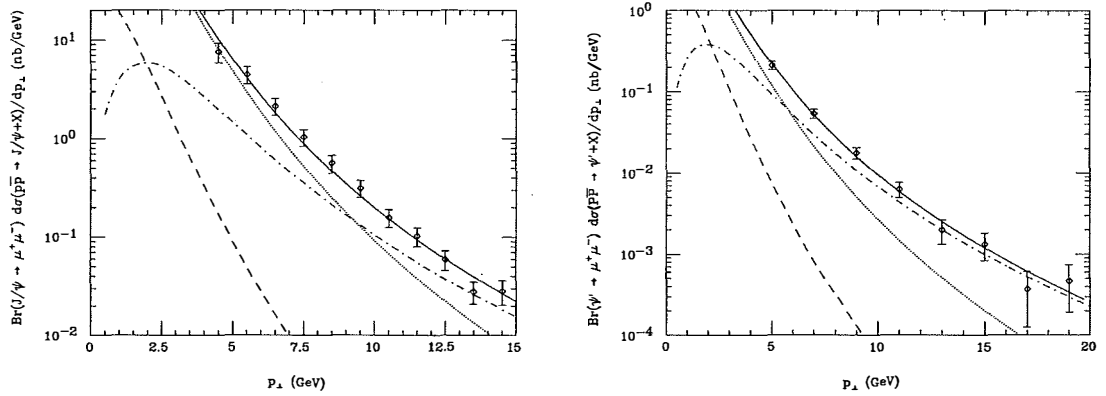 Br(J/ψ → μ⁺μ⁻) dσ(pp̅ → J/ψ+X)/dp⊥ (nb/GeV)
10¹
10⁰
10⁻¹
10⁻²
0 2.5 5 7.5 10 12.5 15
p⊥ (GeV)
Br(ψ' → μ⁺μ⁻) dσ(pp̅ → ψ'+X)/dp⊥ (nb/GeV)
10⁰
10⁻¹
10⁻²
10⁻³
10⁻⁴
0 5 10 15 20
p⊥ (GeV)